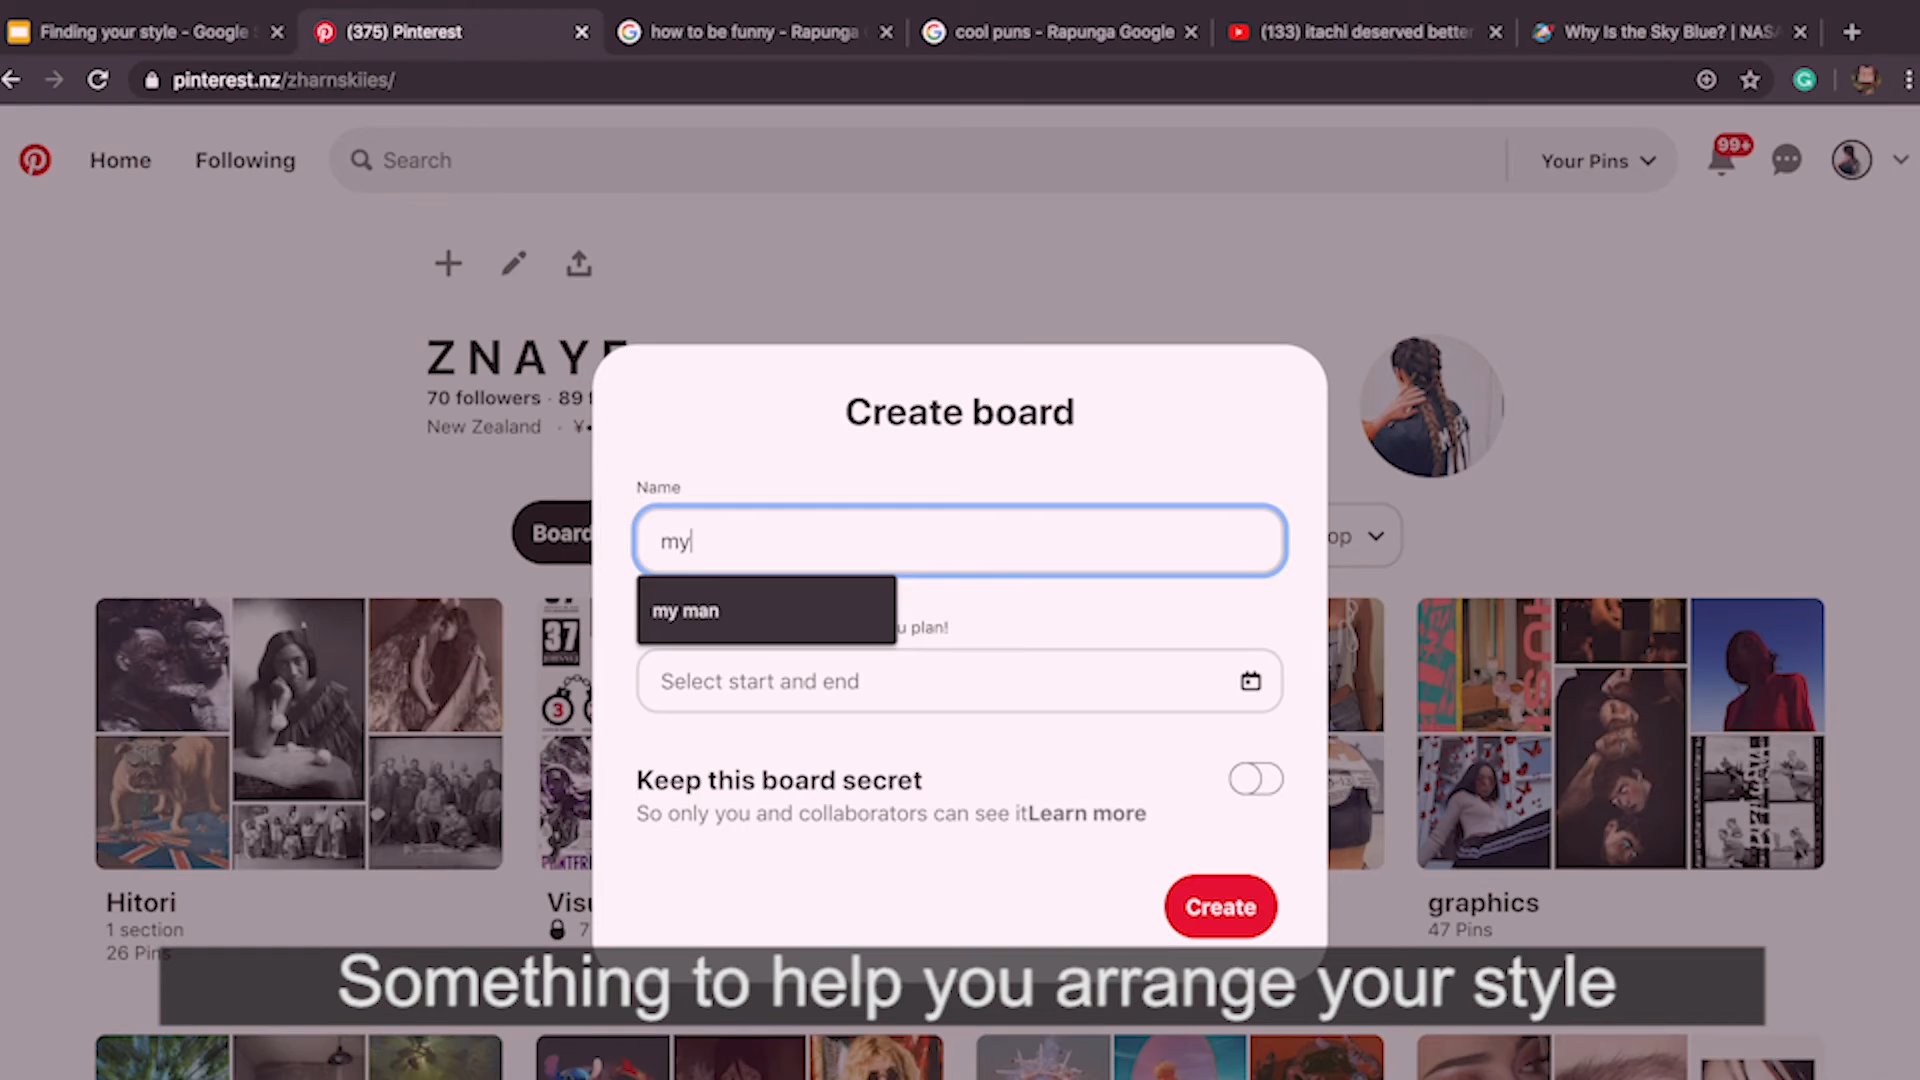 Finding your style - Google S
(375) Pinterest
how to be funny - Rapunga
cool puns - Rapunga Google
(133) itachi deserved better
Why Is the Sky Blue? | NAS
pinterest.nz/zharnskiies/
Home
Following
Search
Your Pins
99+
ZNAYE
70 followers · 89 f
New Zealand
Create board
Name
Board
my
op
my man
u plan!
Select start and end
37
3
Keep this board secret
So only you and collaborators can see itLearn more
Create
Hitori
1 section
26 Pins
Visu
7
graphics
47 Pins
Something to help you arrange your style